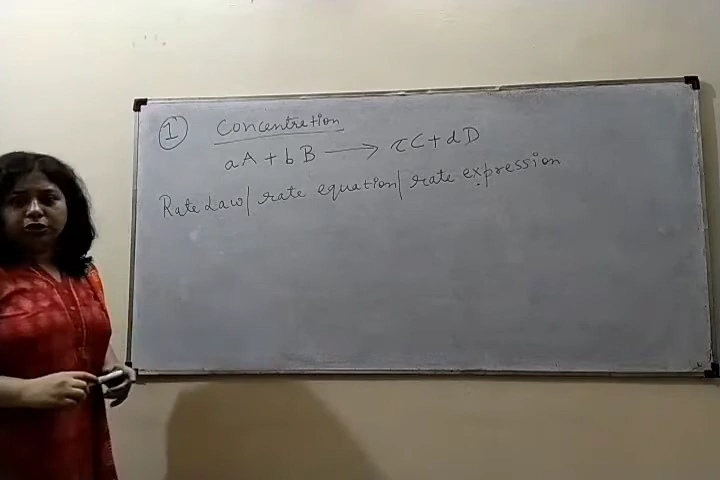 1 Concentration
aA + bB ⟶ cC + dD
Rate Law/ rate equation/ rate expression